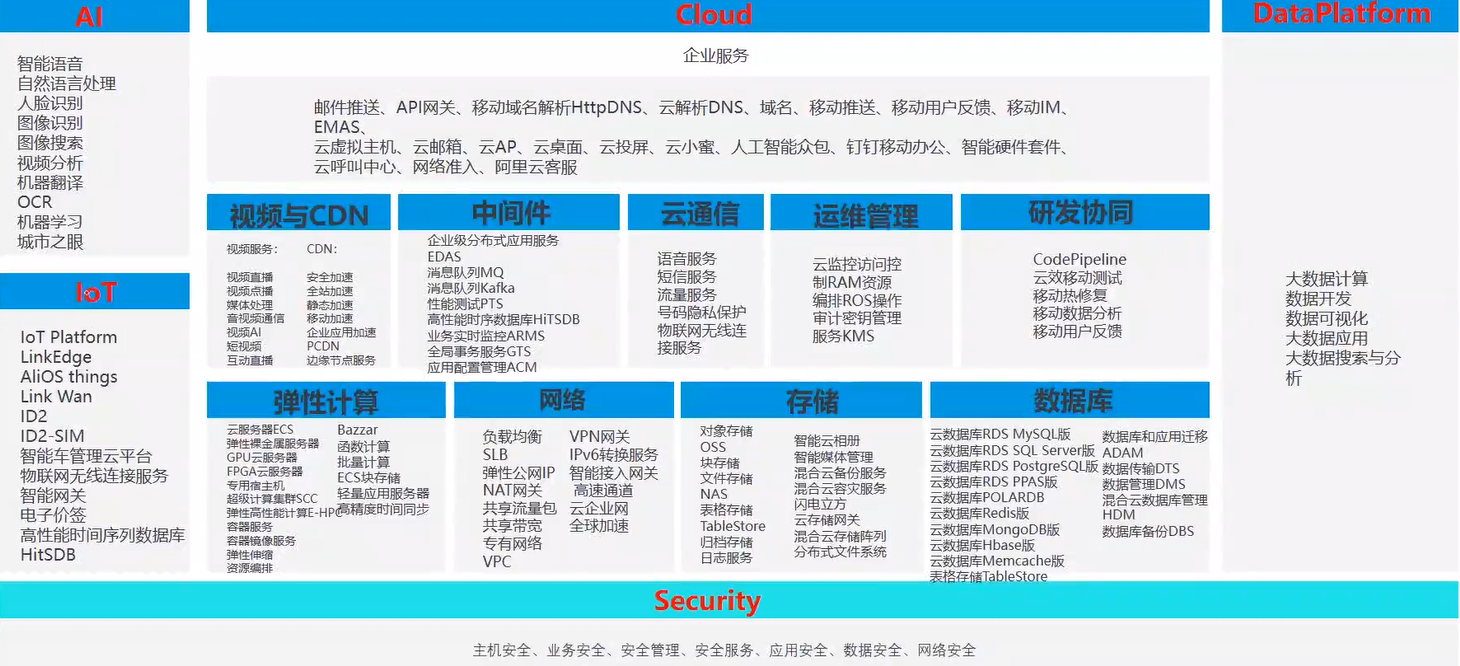 AI
智能语音
自然语言处理
人脸识别
图像识别
图像搜索
视频分析
机器翻译
OCR
机器学习
城市之眼
IoT
IoT Platform
LinkEdge
AliOS things
Link Wan
ID2
ID2-SIM
智能车管理云平台
物联网无线连接服务
智能网关
电子价签
高性能时间序列数据库
HitSDB
Cloud
企业服务
邮件推送、API网关、移动域名解析HttpDNS、云解析DNS、域名、移动推送、移动用户反馈、移动IM、
EMAS、
云虚拟主机、云邮箱、云AP、云桌面、云投屏、云小蜜、人工智能众包、钉钉移动办公、智能硬件套件、
云呼叫中心、网络准入、阿里云客服
视频与CDN
视频服务:
视频直播
视频点播
媒体处理
音视频通信
视频AI
短视频
互动直播
CDN:
安全加速
全站加速
静态加速
移动加速
企业应用加速
PCDN
边缘节点服务
中间件
企业级分布式应用服务
EDAS
消息队列MQ
消息队列Kafka
性能测试PTS
高性能时序数据库HiTSDB
业务实时监控ARMS
全局事务服务GTS
应用配置管理ACM
云通信
语音服务
短信服务
流量服务
号码隐私保护
物联网无线连
接服务
运维管理
云监控访问控
制RAM资源
编排ROS操作
审计密钥管理
服务KMS
研发协同
CodePipeline
云效移动测试
移动热修复
移动数据分析
移动用户反馈
弹性计算
云服务器ECS
弹性裸金属服务器
GPU云服务器
FPGA云服务器
专用宿主机
超级计算集群SCC
弹性高性能计算E-HPC
容器服务
容器镜像服务
弹性伸缩
资源编排
Bazzar
函数计算
批量计算
ECS块存储
轻量应用服务器
高精度时间同步
网络
负载均衡
SLB
弹性公网IP
NAT网关
共享流量包
共享带宽
专有网络
VPC
VPN网关
IPv6转换服务
智能接入网关
高速通道
云企业网
全球加速
存储
对象存储
OSS
块存储
文件存储
NAS
表格存储
TableStore
归档存储
日志服务
智能云相册
智能媒体管理
混合云备份服务
混合云容灾服务
闪电立方
云存储网关
混合云存储阵列
分布式文件系统
数据库
云数据库RDS MySQL版
云数据库RDS SQL Server版
云数据库RDS PostgreSQL版
云数据库RDS PPAS版
云数据库POLARDB
云数据库Redis版
云数据库MongoDB版
云数据库Hbase版
云数据库Memcache版
表格存储TableStore
数据库和应用迁移
ADAM
数据传输DTS
数据管理DMS
混合云数据库管理
HDM
数据库备份DBS
DataPlatform
大数据计算
数据开发
数据可视化
大数据应用
大数据搜索与分
析
Security
主机安全、业务安全、安全管理、安全服务、应用安全、数据安全、网络安全